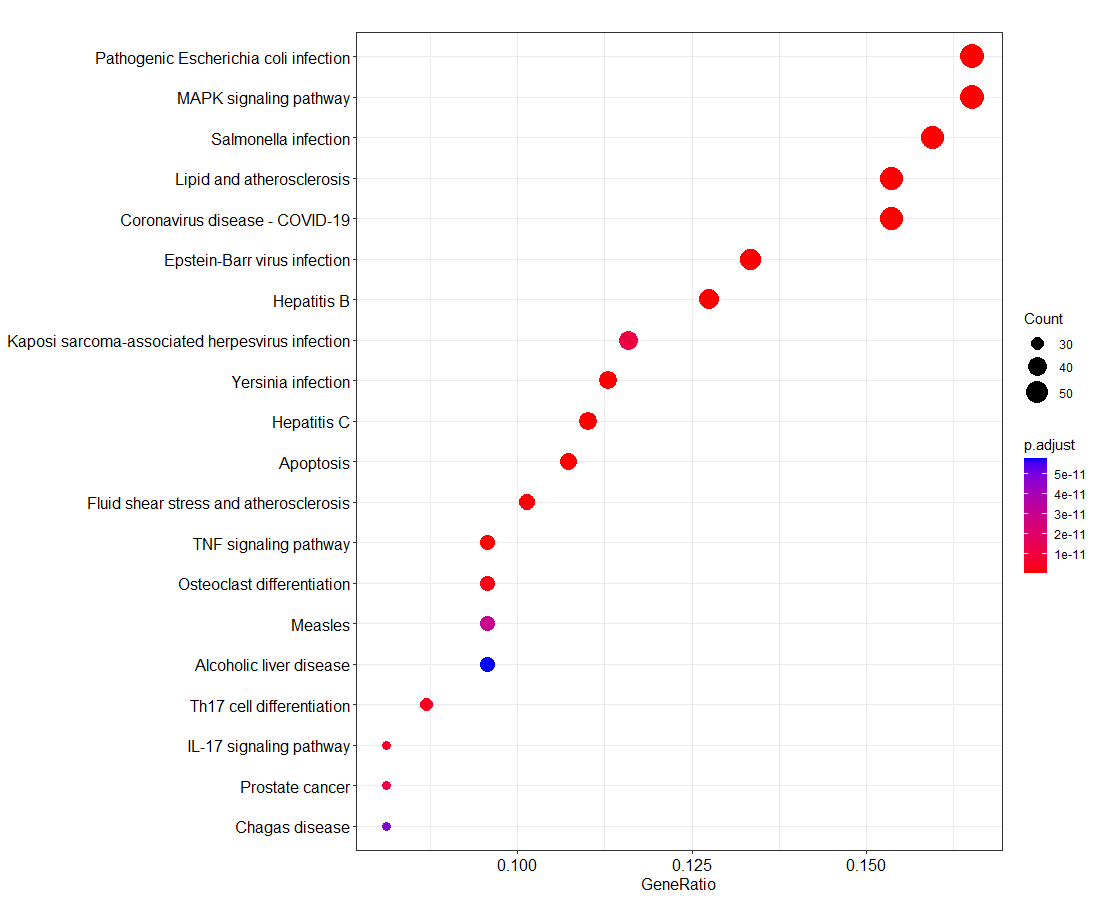 Pathogenic Escherichia coli infection
MAPK signaling pathway
Salmonella infection
Lipid and atherosclerosis
Coronavirus disease - COVID-19
Epstein-Barr virus infection
Hepatitis B
Kaposi sarcoma-associated herpesvirus infection
Yersinia infection
Hepatitis C
Apoptosis
Fluid shear stress and atherosclerosis
TNF signaling pathway
Osteoclast differentiation
Measles
Alcoholic liver disease
Th17 cell differentiation
IL-17 signaling pathway
Prostate cancer
Chagas disease
0.100 0.125 0.150
GeneRatio
Count
30
40
50
p.adjust
5e-11
4e-11
3e-11
2e-11
1e-11